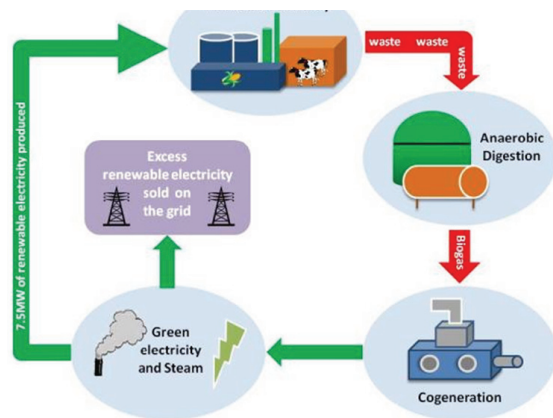 waste waste
waste
Anaerobic
Digestion
Biogas
Cogeneration
Green
electricity
and Steam
Excess
renewable electricity
sold on
the grid
7.5MW of renewable electricity produced